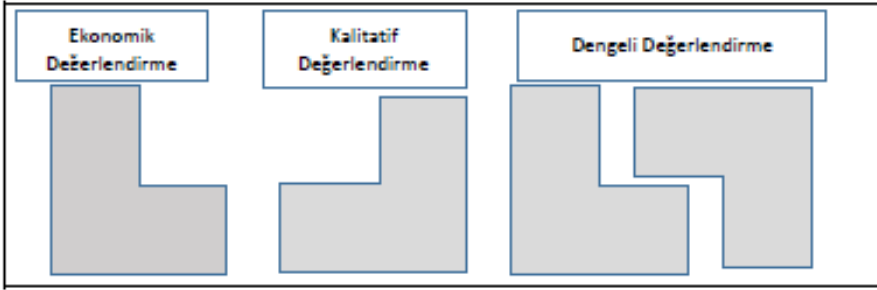 Ekonomik
Değerlendirme
Kalitatif
Değerlendirme
Dengeli Değerlendirme